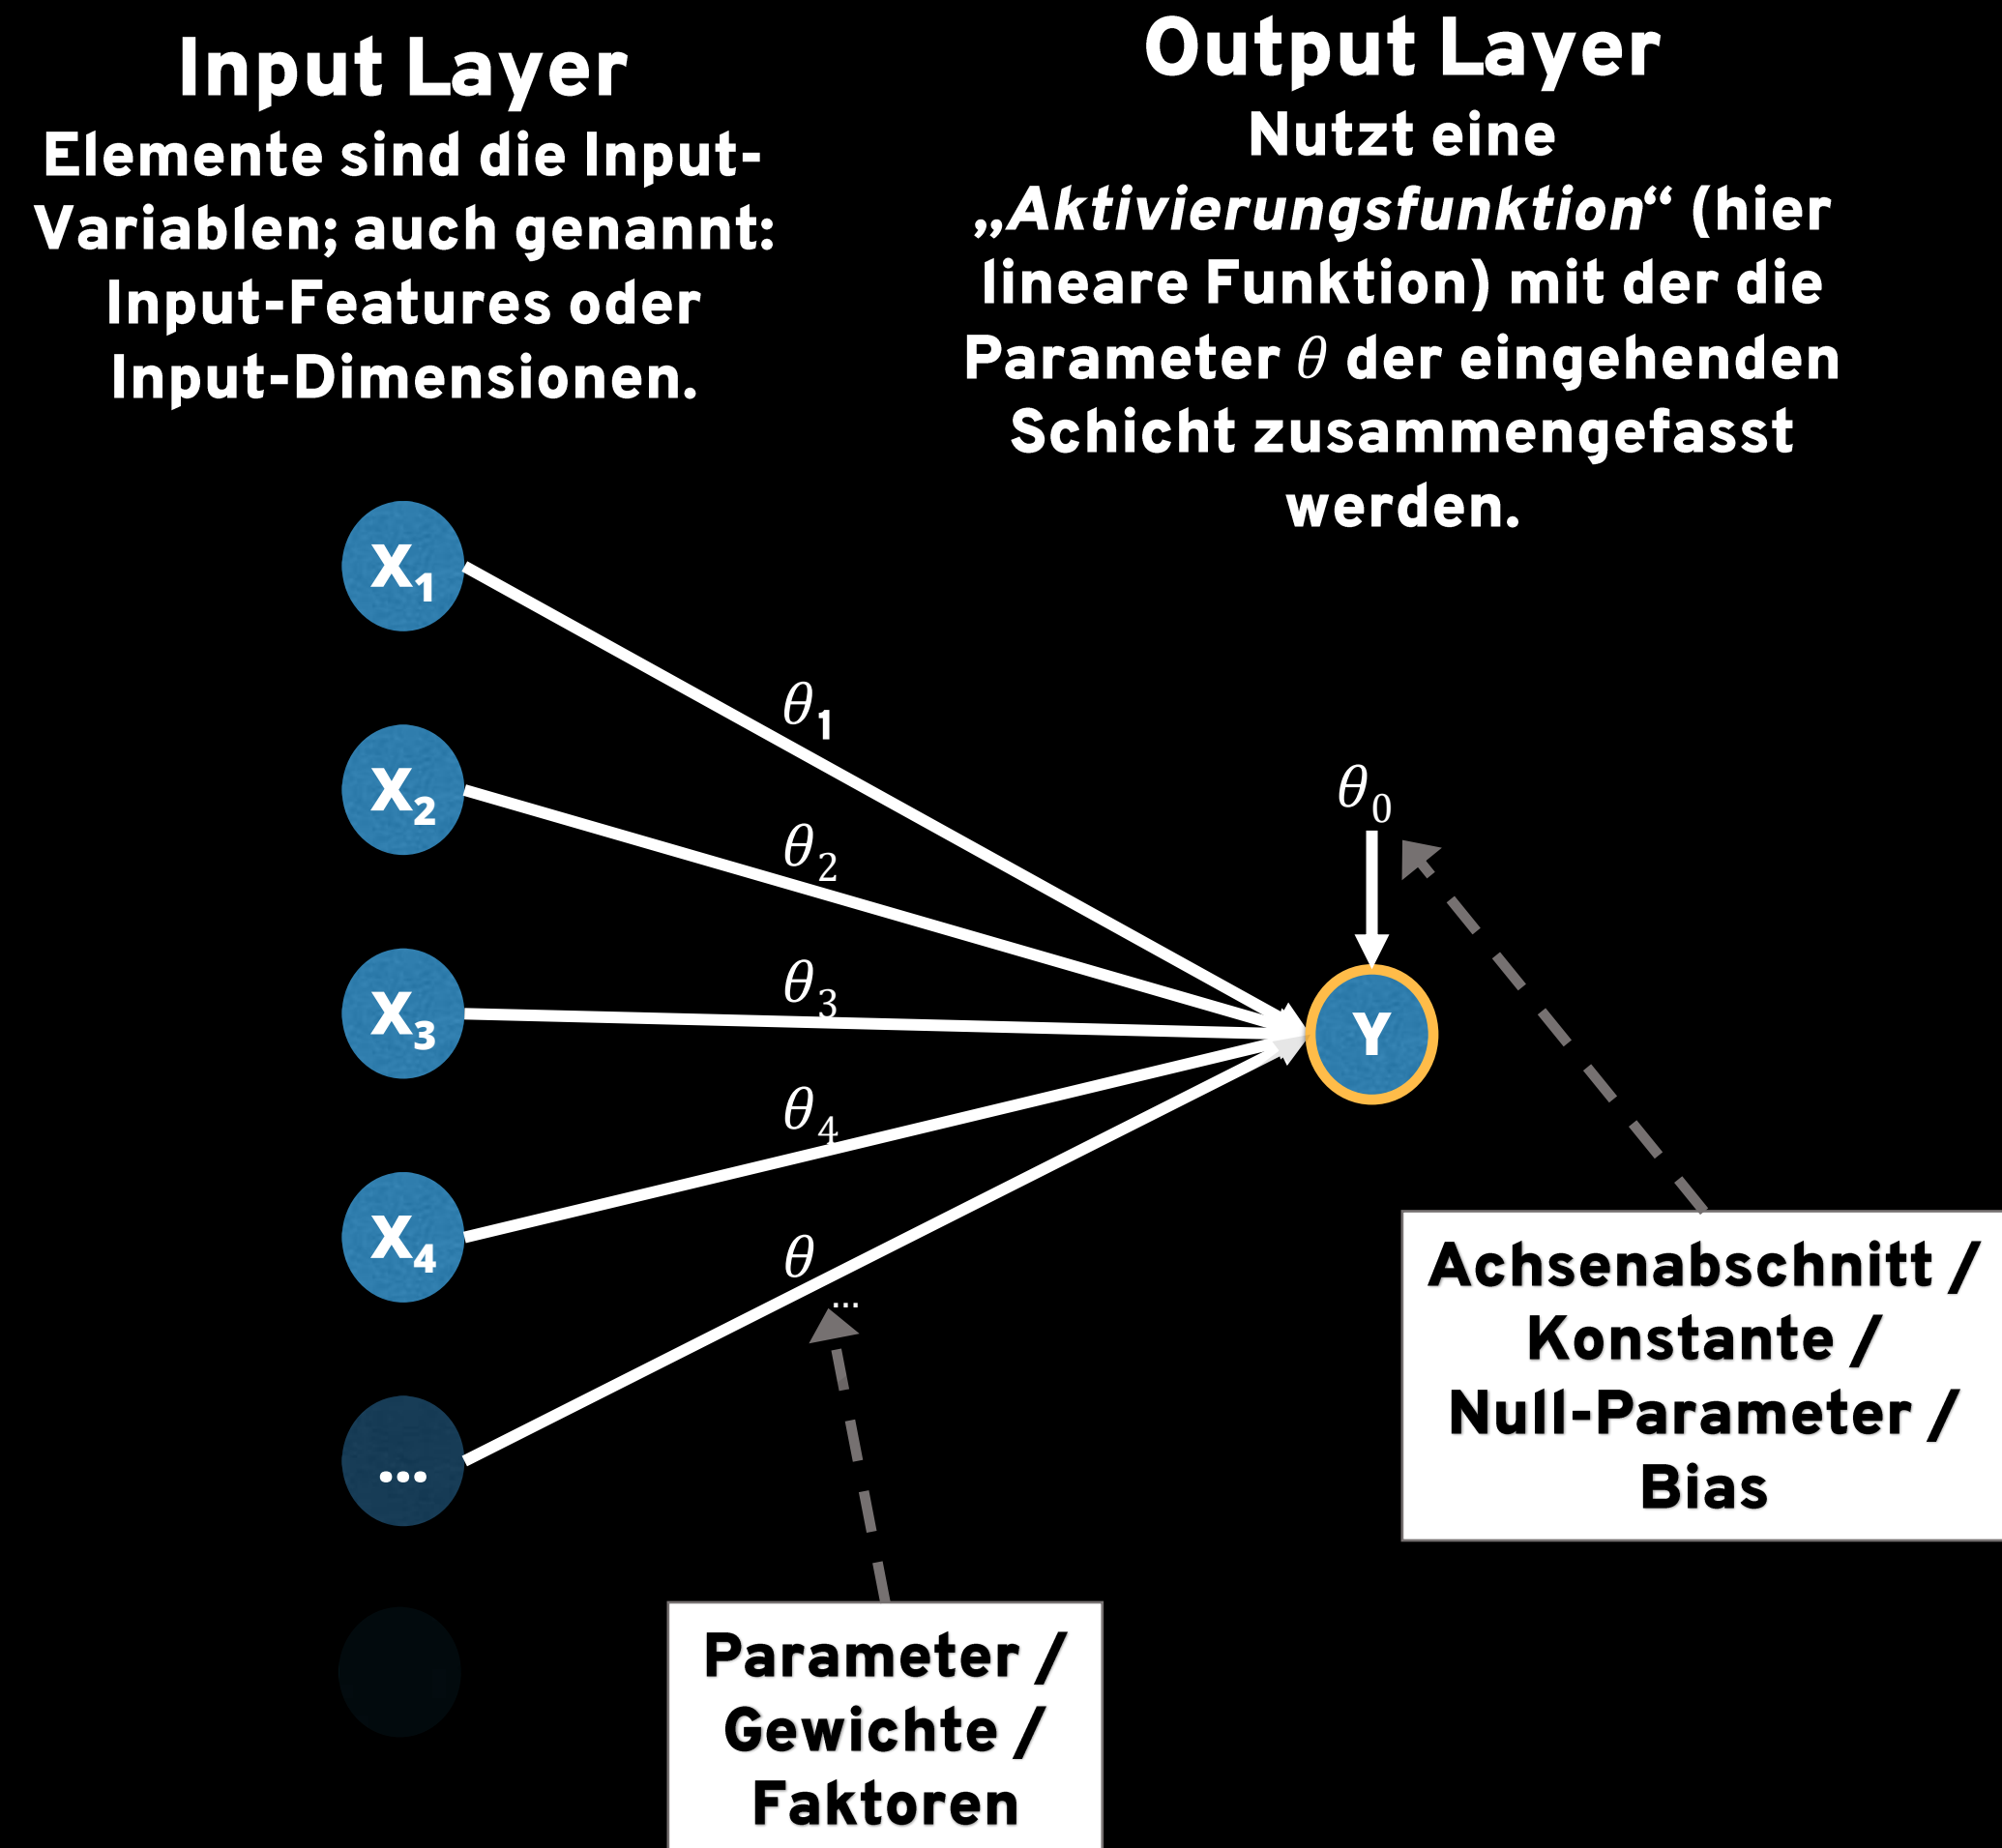 Input Layer
Elemente sind die Input-
Variablen; auch genannt:
Input-Features oder
Input-Dimensionen.
Output Layer
Nutzt eine
„Aktivierungsfunktion“ (hier
lineare Funktion) mit der die
Parameter θ der eingehenden
Schicht zusammengefasst
werden.
X₁
X₂
X₃
X₄
...
θ₁
θ₂
θ₃
θ₄
θ...
θ₀
Y
Achsenabschnitt /
Konstante /
Null-Parameter /
Bias
Parameter /
Gewichte /
Faktoren